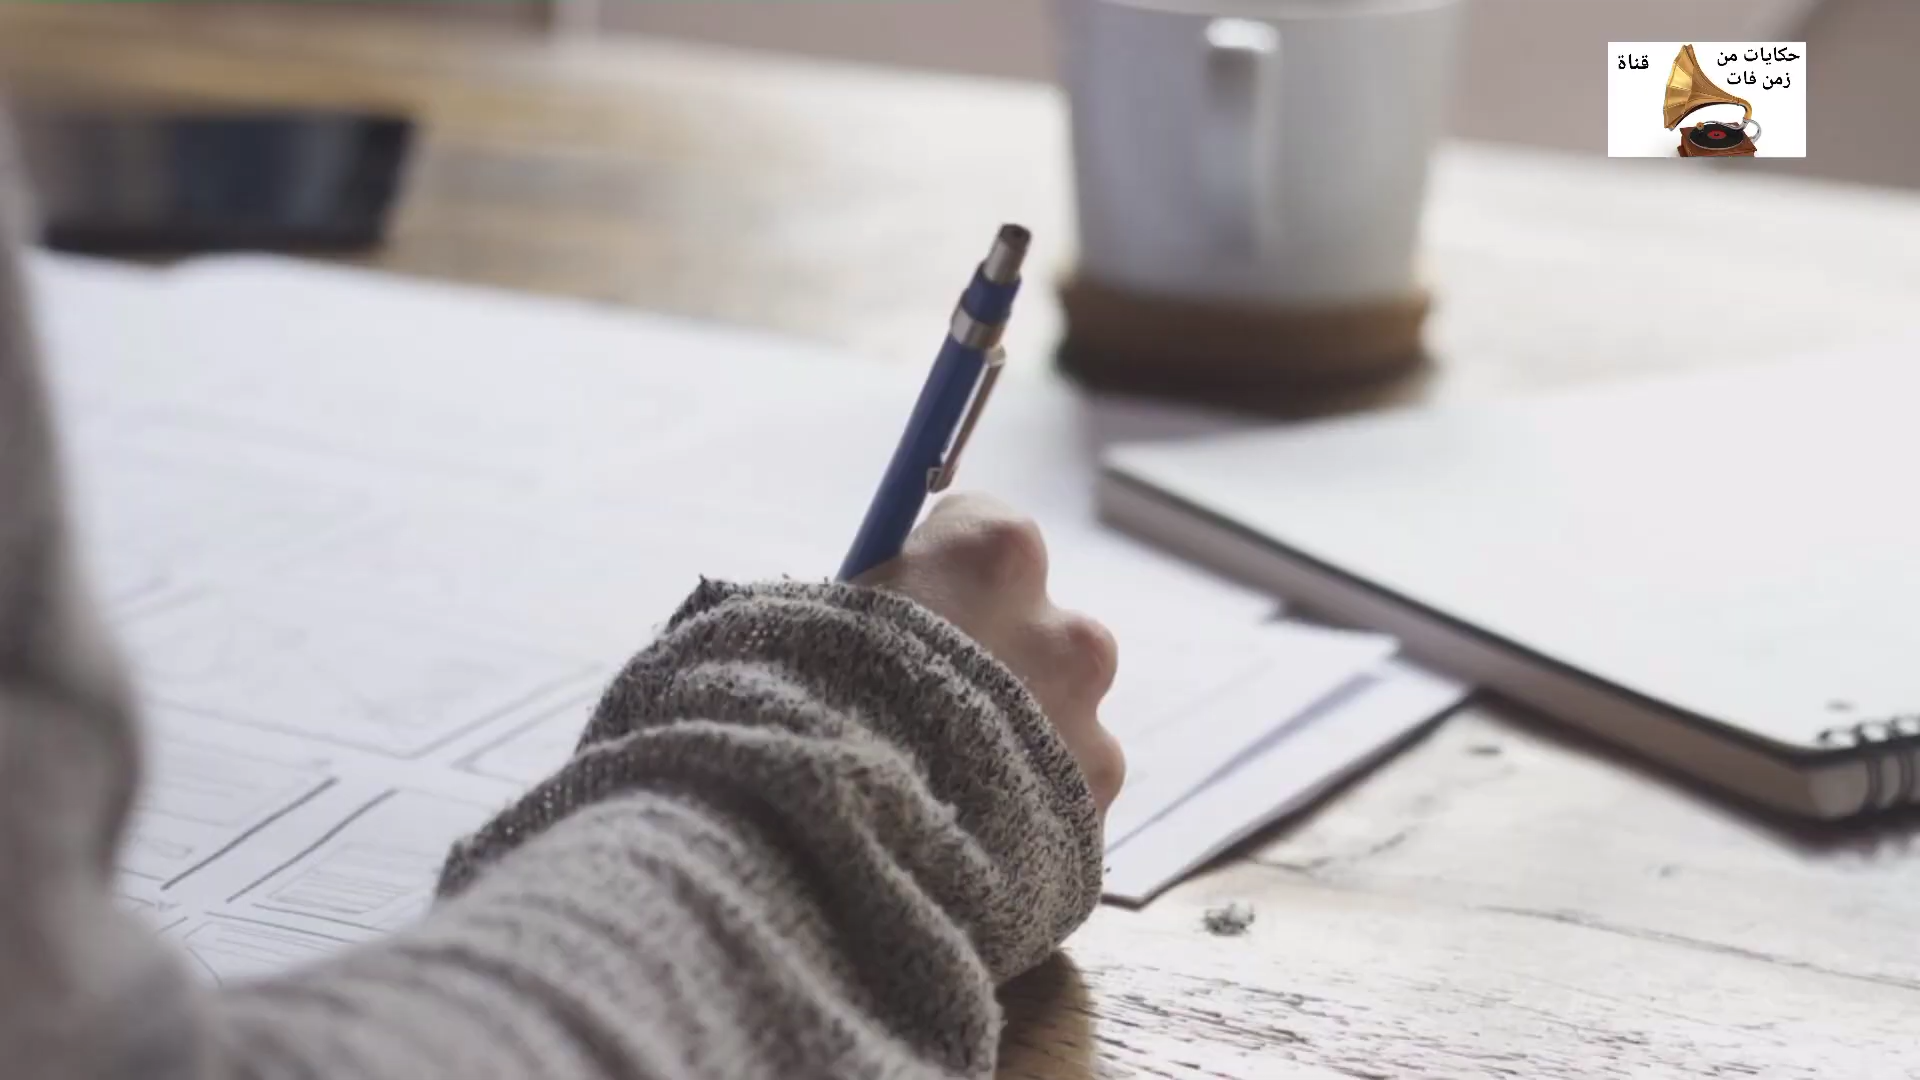 قناة
حكايات من
زمن فات